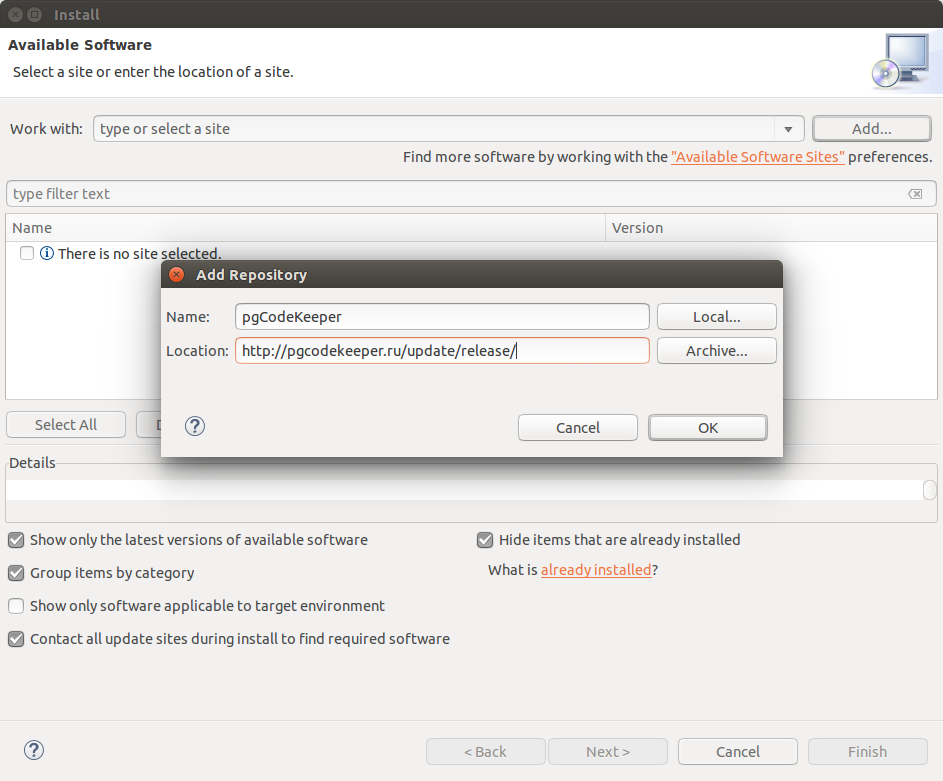 Install
Available Software
Select a site or enter the location of a site.
Work with: type or select a site Add...
Find more software by working with the "Available Software Sites" preferences.
type filter text
Name Version
There is no site selected.
Add Repository
Name: pgCodeKeeper Local...
Location: http://pgcodekeeper.ru/update/release/ Archive...
Select All
? Cancel OK
Details
Show only the latest versions of available software Hide items that are already installed
Group items by category What is already installed?
Show only software applicable to target environment
Contact all update sites during install to find required software
? < Back Next > Cancel Finish